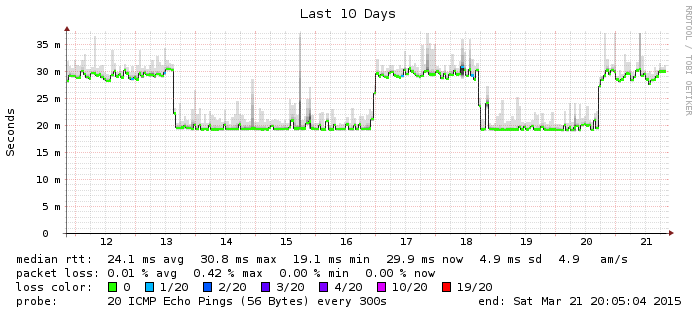 Last 10 Days
RRDTOOL / TOBI OETIKER
Seconds
35 m
30 m
25 m
20 m
15 m
10 m
5 m
0
12 13 14 15 16 17 18 19 20 21
median rtt: 24.1 ms avg 30.8 ms max 19.1 ms min 29.9 ms now 4.9 ms sd 4.9 am/s
packet loss: 0.01 % avg 0.42 % max 0.00 % min 0.00 % now
loss color: 0 1/20 2/20 3/20 4/20 10/20 19/20
probe: 20 ICMP Echo Pings (56 Bytes) every 300s end: Sat Mar 21 20:05:04 2015